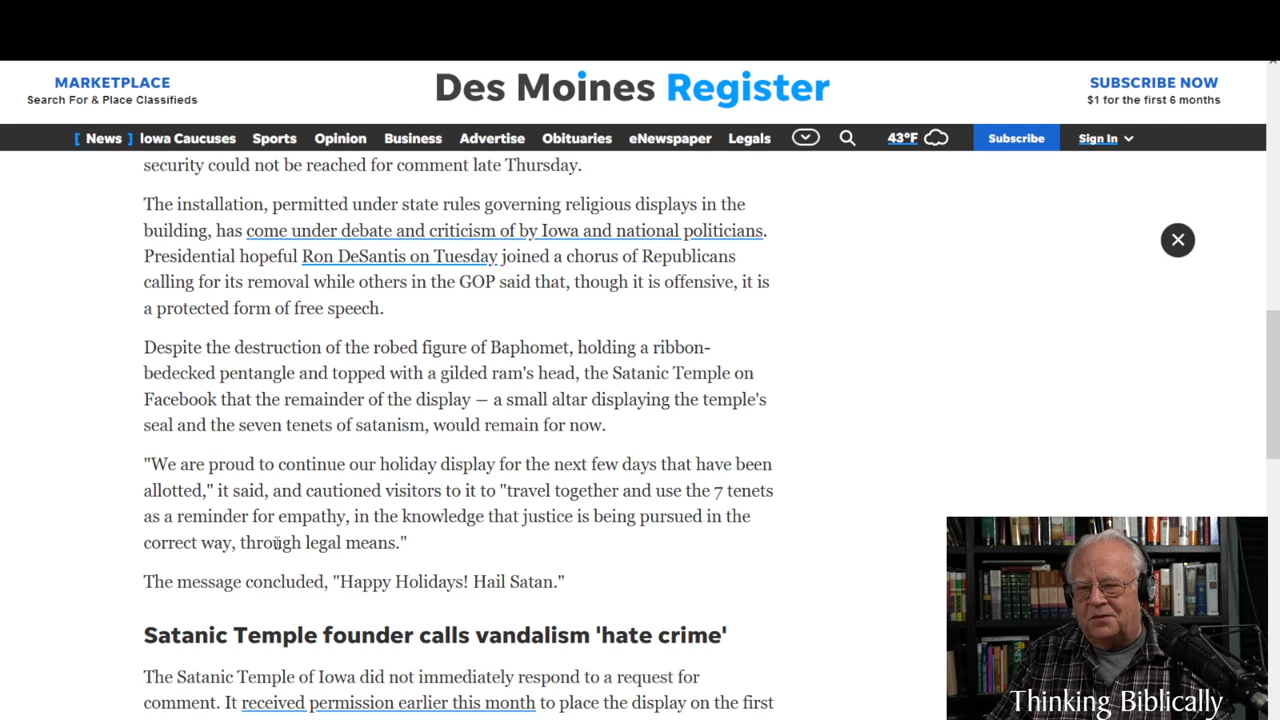 MARKETPLACE
Search For & Place Classifieds
Des Moines Register
SUBSCRIBE NOW
$1 for the first 6 months
[ News ] Iowa Caucuses Sports Opinion Business Advertise Obituaries eNewspaper Legals 43°F Subscribe Sign In
security could not be reached for comment late Thursday.
The installation, permitted under state rules governing religious displays in the
building, has come under debate and criticism of by Iowa and national politicians.
Presidential hopeful Ron DeSantis on Tuesday joined a chorus of Republicans
calling for its removal while others in the GOP said that, though it is offensive, it is
a protected form of free speech.
Despite the destruction of the robed figure of Baphomet, holding a ribbon-
bedecked pentangle and topped with a gilded ram's head, the Satanic Temple on
Facebook that the remainder of the display — a small altar displaying the temple's
seal and the seven tenets of satanism, would remain for now.
"We are proud to continue our holiday display for the next few days that have been
allotted," it said, and cautioned visitors to it to "travel together and use the 7 tenets
as a reminder for empathy, in the knowledge that justice is being pursued in the
correct way, through legal means."
The message concluded, "Happy Holidays! Hail Satan."
Satanic Temple founder calls vandalism 'hate crime'
The Satanic Temple of Iowa did not immediately respond to a request for
comment. It received permission earlier this month to place the display on the first
Thinking Biblically